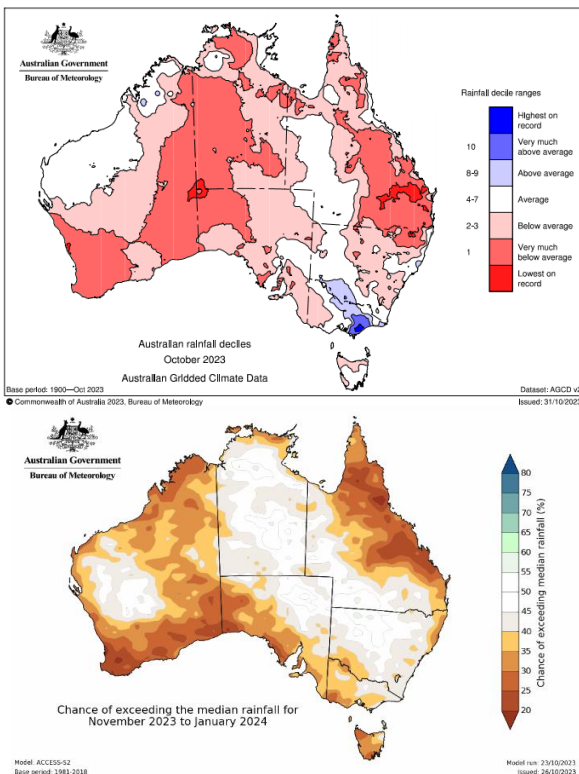 Australian Government
Bureau of Meteorology
Rainfall decile ranges
Highest on
record
10
Very much
above average
8-9
Above average
4-7
Average
2-3
Below average
1
Very much
below average
Lowest on
record
Australian rainfall deciles
October 2023
Australian Gridded Climate Data
Base period: 1900—Oct 2023
Dataset: AGCD v2
© Commonwealth of Australia 2023, Bureau of Meteorology
Issued: 31/10/2023
Australian Government
Bureau of Meteorology
80
75
70
65
60
55
50
45
40
35
30
25
20
Chance of exceeding median rainfall (%)
Chance of exceeding the median rainfall for
November 2023 to January 2024
Model: ACCESS-S2
Base period: 1981-2018
Model run: 23/10/2023
Issued: 26/10/2023